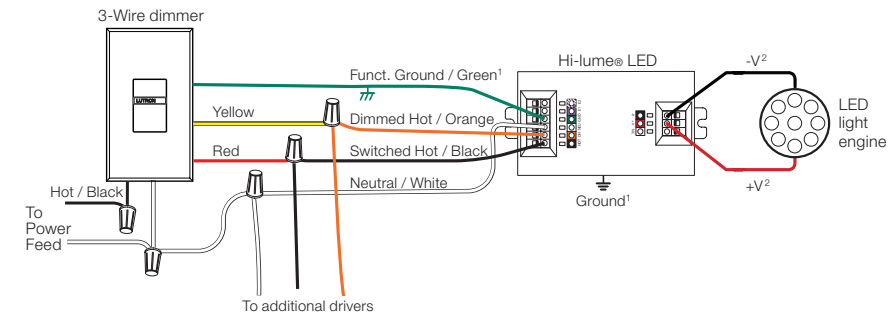 3-Wire dimmer
LUTRON
Funct. Ground / Green¹
Yellow
Dimmed Hot / Orange
Red
Switched Hot / Black
Hot / Black
Neutral / White
To
Power
Feed
To additional drivers
Hi-lume® LED
Ground¹
-V²
LED
light
engine
+V²